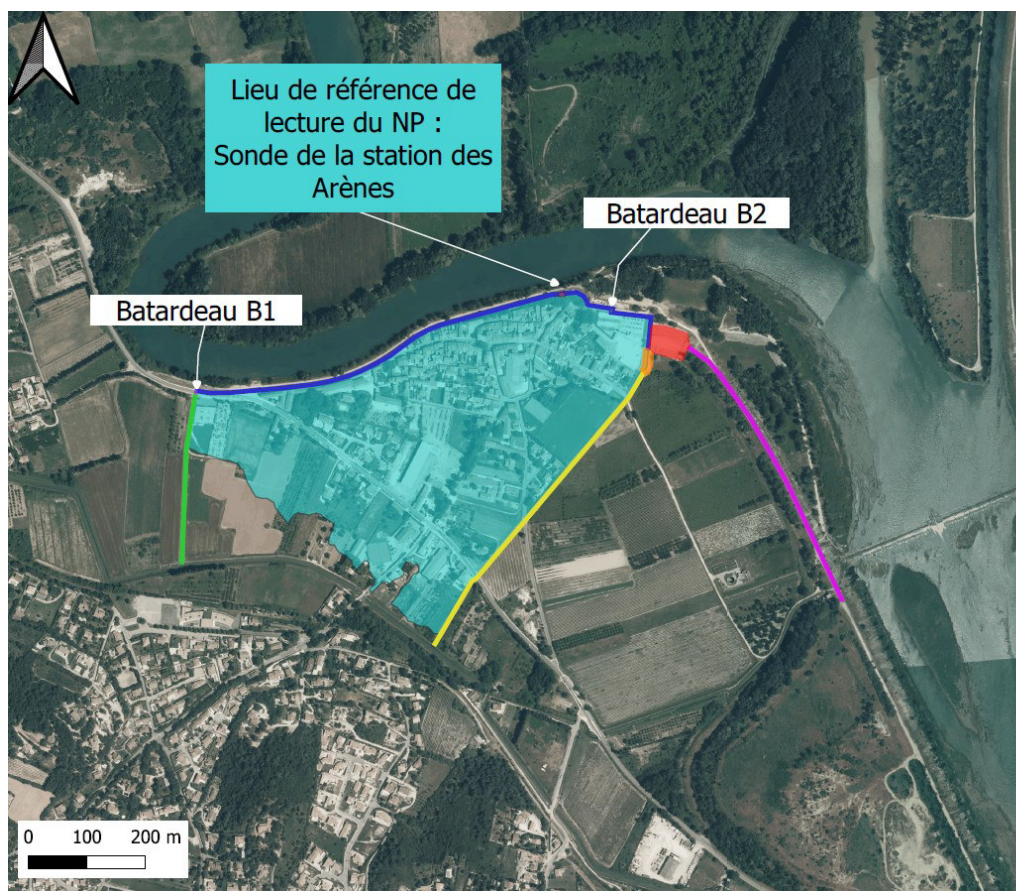 Lieu de référence de
lecture du NP :
Sonde de la station des
Arènes
Batardeau B2
Batardeau B1
0 100 200 m